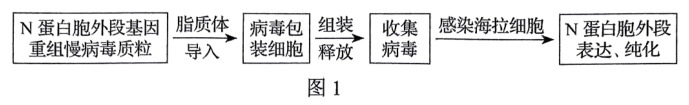 N 蛋白胞外段基因
重组慢病毒质粒
脂质体
导入
病毒包
装细胞
组装
释放
收集
病毒
感染海拉细胞
N 蛋白胞外段
表达、纯化
图1